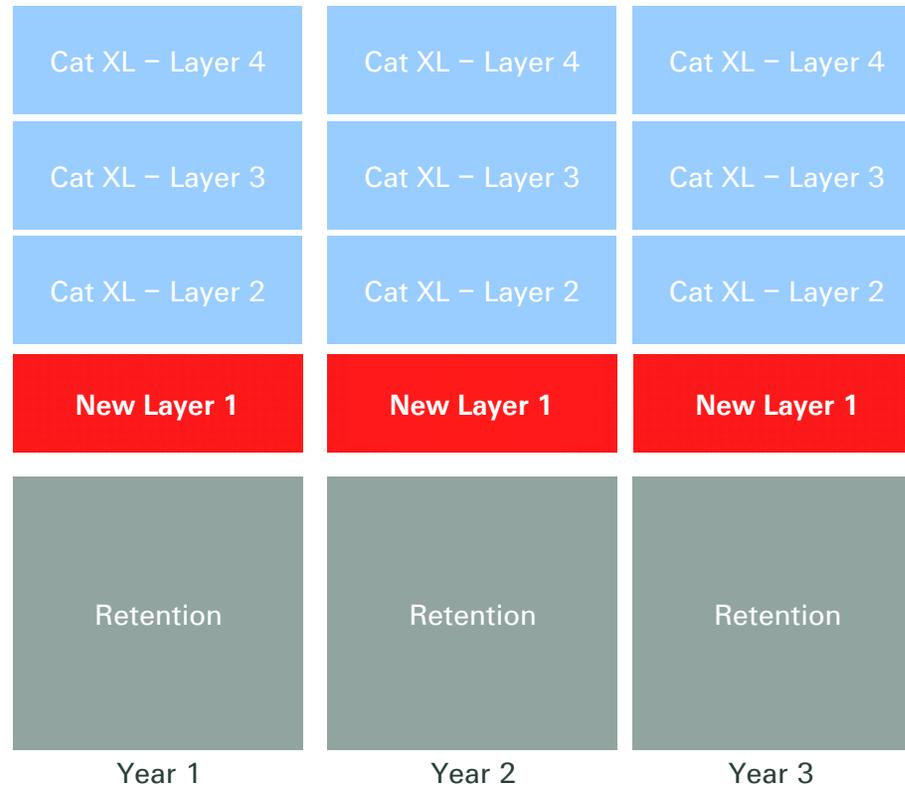 Cat XL – Layer 4 Cat XL – Layer 4 Cat XL – Layer 4
Cat XL – Layer 3 Cat XL – Layer 3 Cat XL – Layer 3
Cat XL – Layer 2 Cat XL – Layer 2 Cat XL – Layer 2
New Layer 1 New Layer 1 New Layer 1
Retention Retention Retention
Year 1 Year 2 Year 3